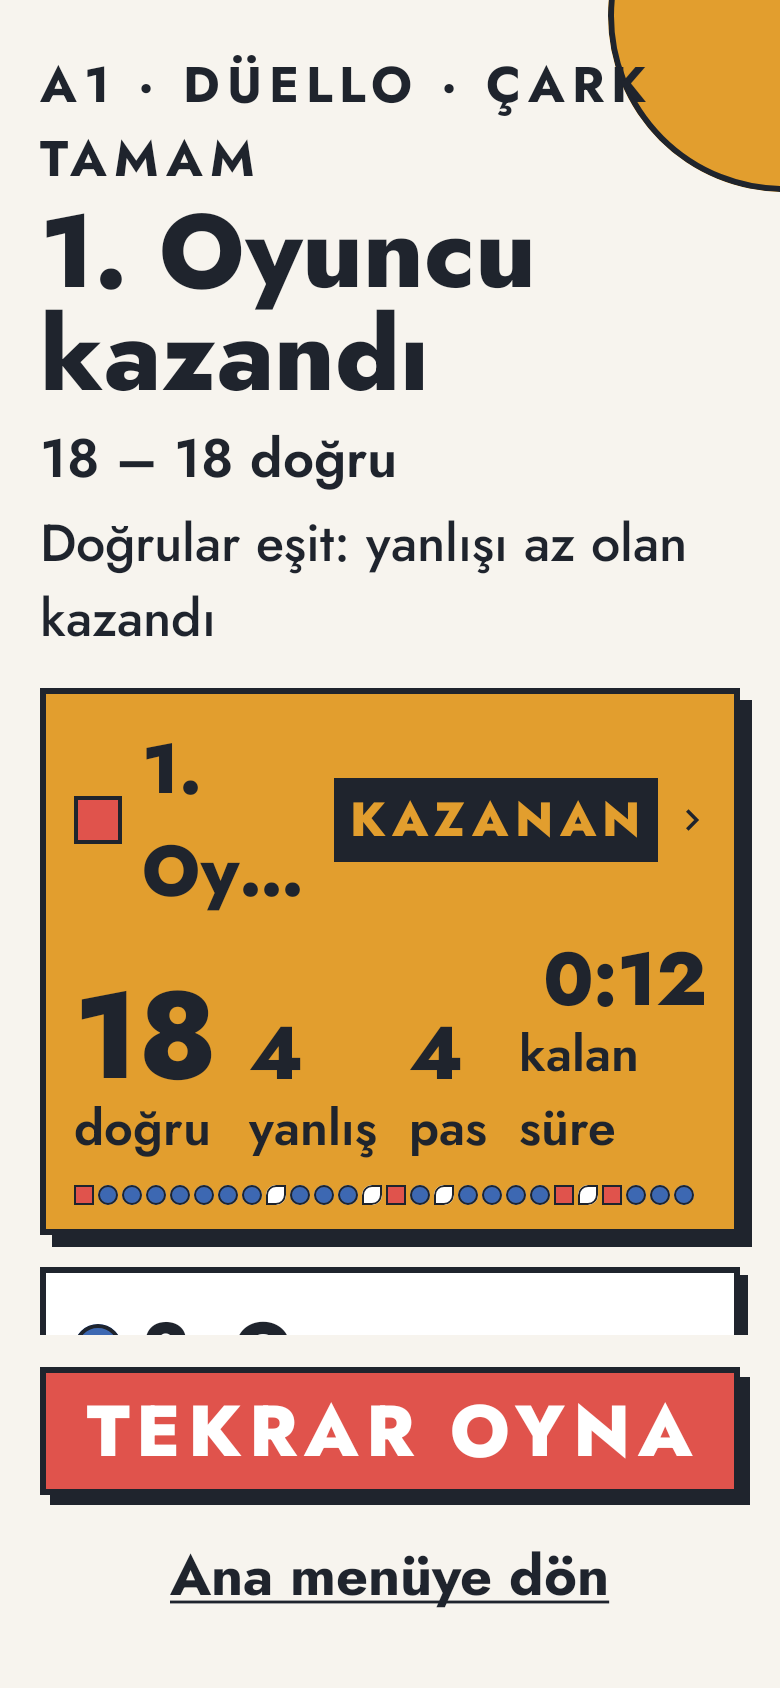 A1 · DÜELLO · ÇARK
TAMAM
1. Oyuncu
kazandı
18 – 18 doğru
Doğrular eşit: yanlışı az olan
kazandı
1.
Oy...
KAZANAN
18 doğru
4 yanlış
4 pas
0:12
kalan
süre
TEKRAR OYNA
Ana menüye dön